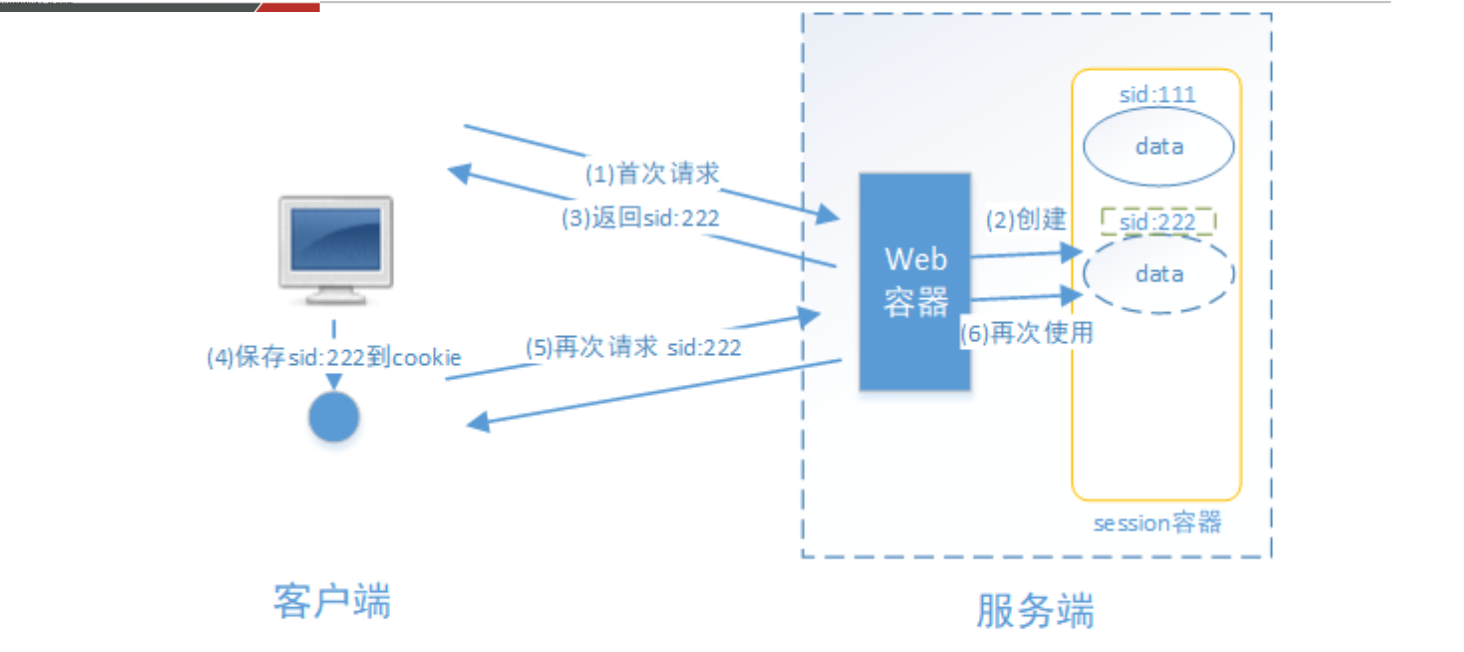 sid:111
data
(1)首次请求
(3)返回sid:222
(2)创建
sid:222
data
Web
容器
(6)再次使用
(4)保存sid:222到cookie
(5)再次请求 sid:222
session容器
客户端
服务端